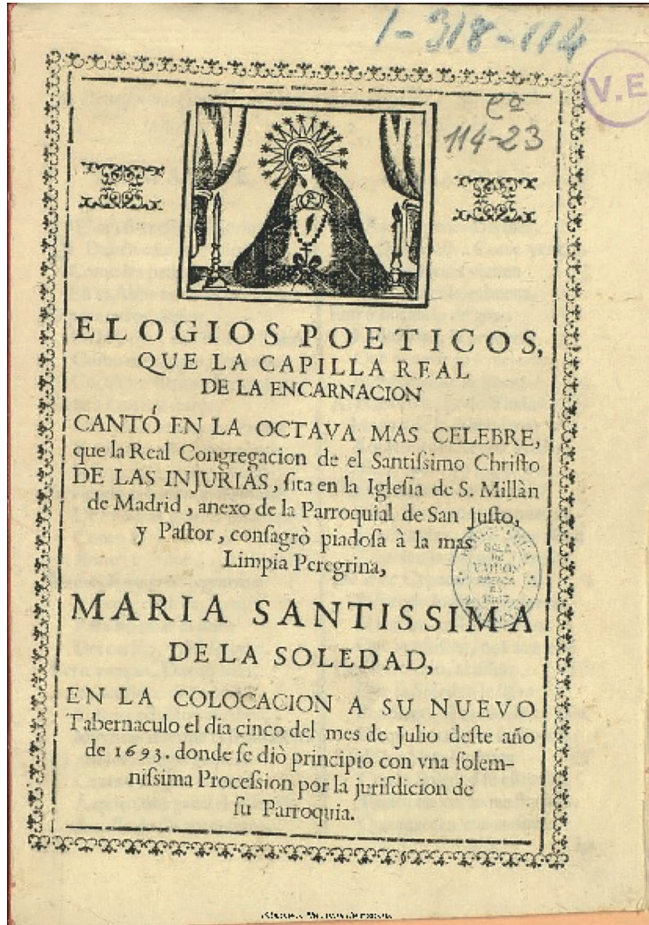 1-318-114
V.E
Cª
114-23
ELOGIOS POETICOS,
QUE LA CAPILLA REAL
DE LA ENCARNACION
CANTÓ EN LA OCTAVA MAS CELEBRE,
que la Real Congregacion de el Santiſsimo Chriſto
DE LAS INJURIAS, ſita en la Igleſia de S. Millàn
de Madrid, anexo de la Parroquial de San Juſto,
y Paſtor, conſagrò piadoſa à la mas
Limpia Peregrina,
MARIA SANTISSIMA
DE LA SOLEDAD,
EN LA COLOCACION A SU NUEVO
Tabernaculo el dia cinco del mes de Julio deſte año
de 1693. donde ſe diò principio con vna ſolem-
niſsima Proceſsion por la juriſdicion de
ſu Parroquia.
SALA
DE
VARIOS